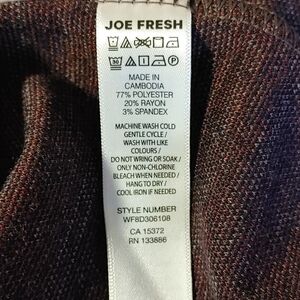 JOE FRESH
MADE IN
CAMBODIA
77% POLYESTER
20% RAYON
3% SPANDEX
MACHINE WASH COLD
GENTLE CYCLE /
WASH WITH LIKE
COLOURS /
DO NOT WRING OR SOAK /
ONLY NON-CHLORINE
BLEACH WHEN NEEDED /
HANG TO DRY /
COOL IRON IF NEEDED
STYLE NUMBER
WF8D306108
CA 15372
RN 133886